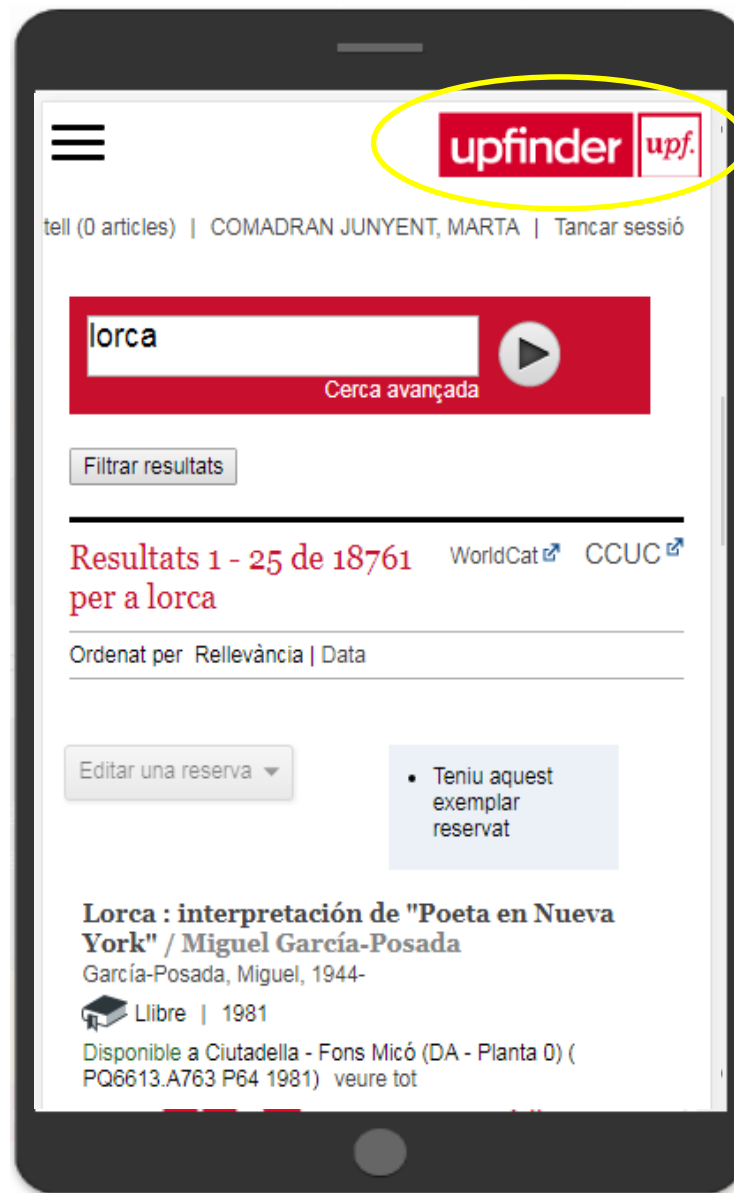 upfinder upf.
tell (0 articles) | COMADRAN JUNYENT, MARTA | Tancar sessió
lorca
Cerca avançada
Filtrar resultats
Resultats 1 - 25 de 18761 WorldCat CCUC
per a lorca
Ordenat per Rellevància | Data
Editar una reserva
• Teniu aquest
exemplar
reservat
Lorca : interpretación de "Poeta en Nueva
York" / Miguel García-Posada
García-Posada, Miguel, 1944-
Llibre | 1981
Disponible a Ciutadella - Fons Micó (DA - Planta 0) (
PQ6613.A763 P64 1981) veure tot